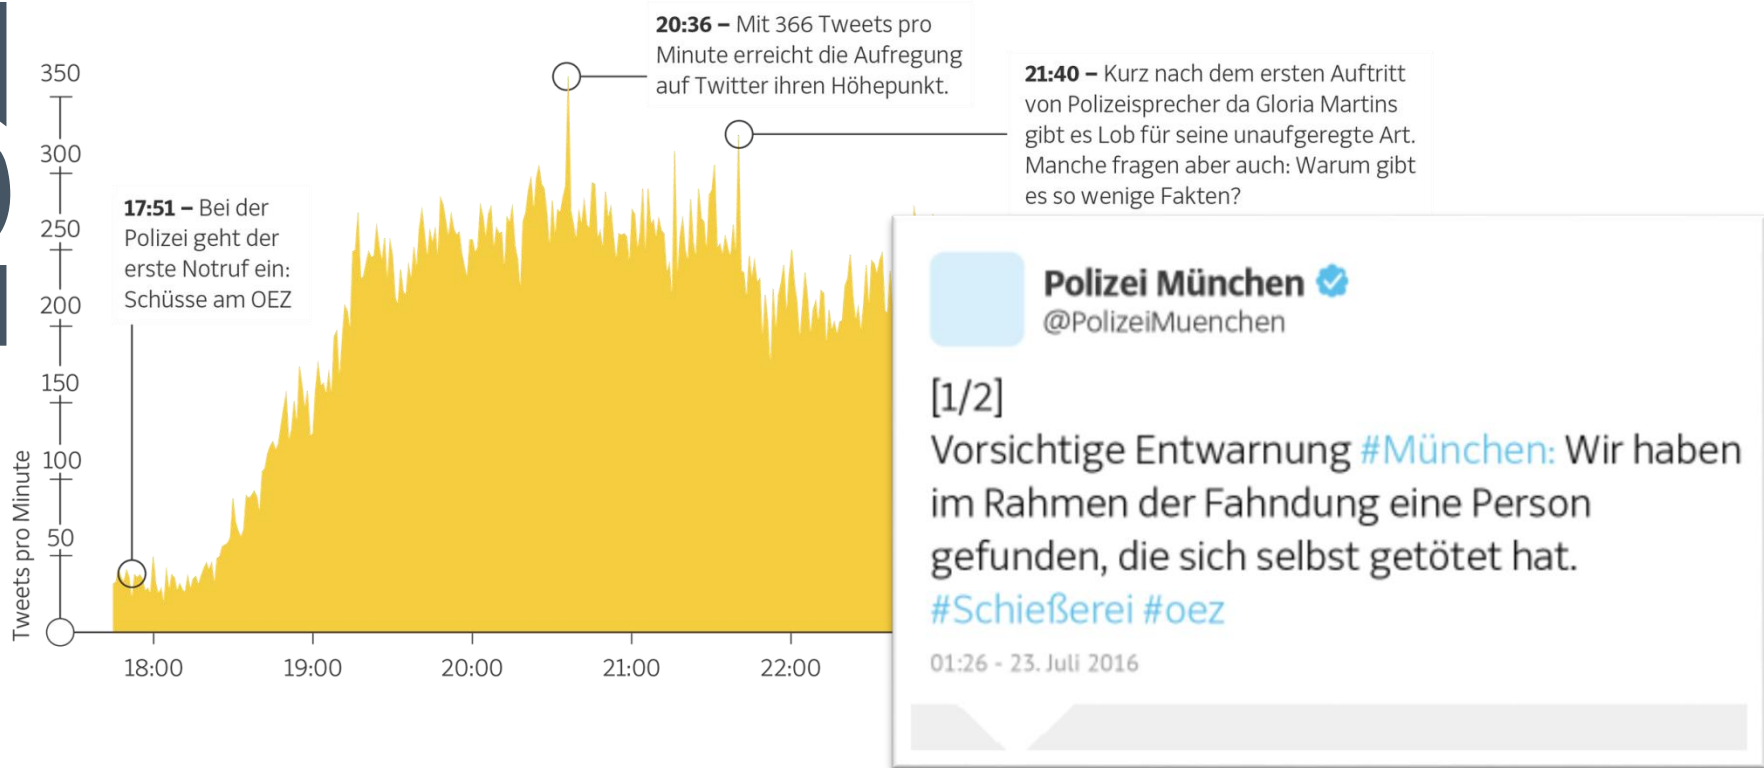 20:36 – Mit 366 Tweets pro
Minute erreicht die Aufregung
auf Twitter ihren Höhepunkt.
21:40 – Kurz nach dem ersten Auftritt
von Polizeisprecher da Gloria Martins
gibt es Lob für seine unaufgeregte Art.
Manche fragen aber auch: Warum gibt
es so wenige Fakten?
17:51 – Bei der
Polizei geht der
erste Notruf ein:
Schüsse am OEZ
350
300
250
200
150
100
50
Tweets pro Minute
18:00
19:00
20:00
21:00
22:00
Polizei München
@PolizeiMuenchen
[1/2]
Vorsichtige Entwarnung #München: Wir haben
im Rahmen der Fahndung eine Person
gefunden, die sich selbst getötet hat.
#Schießerei #oez
01:26 - 23. Juli 2016